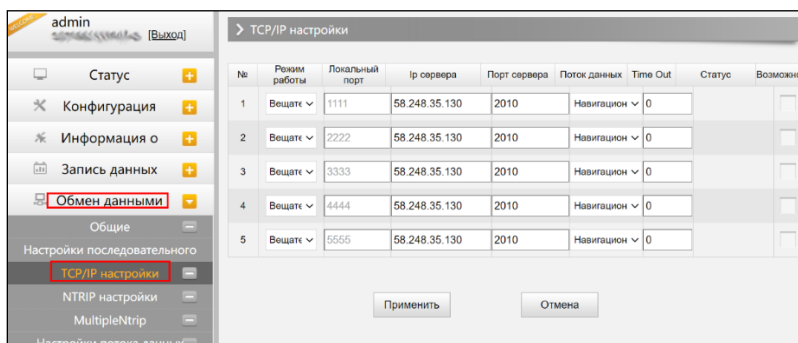 admin
[Выход]
Статус
Конфигурация
Информация о
Запись данных
Обмен данными
Общие
Настройки последовательного
TCP/IP настройки
NTRIP настройки
MultipleNtrip
Настройки потока данных
TCP/IP настройки
№ Режим работы Локальный порт Ip сервера Порт сервера Поток данных Time Out Статус Возможно
1 Вещате 1111 58.248.35.130 2010 Навигацион 0
2 Вещате 2222 58.248.35.130 2010 Навигацион 0
3 Вещате 3333 58.248.35.130 2010 Навигацион 0
4 Вещате 4444 58.248.35.130 2010 Навигацион 0
5 Вещате 5555 58.248.35.130 2010 Навигацион 0
Применить Отмена